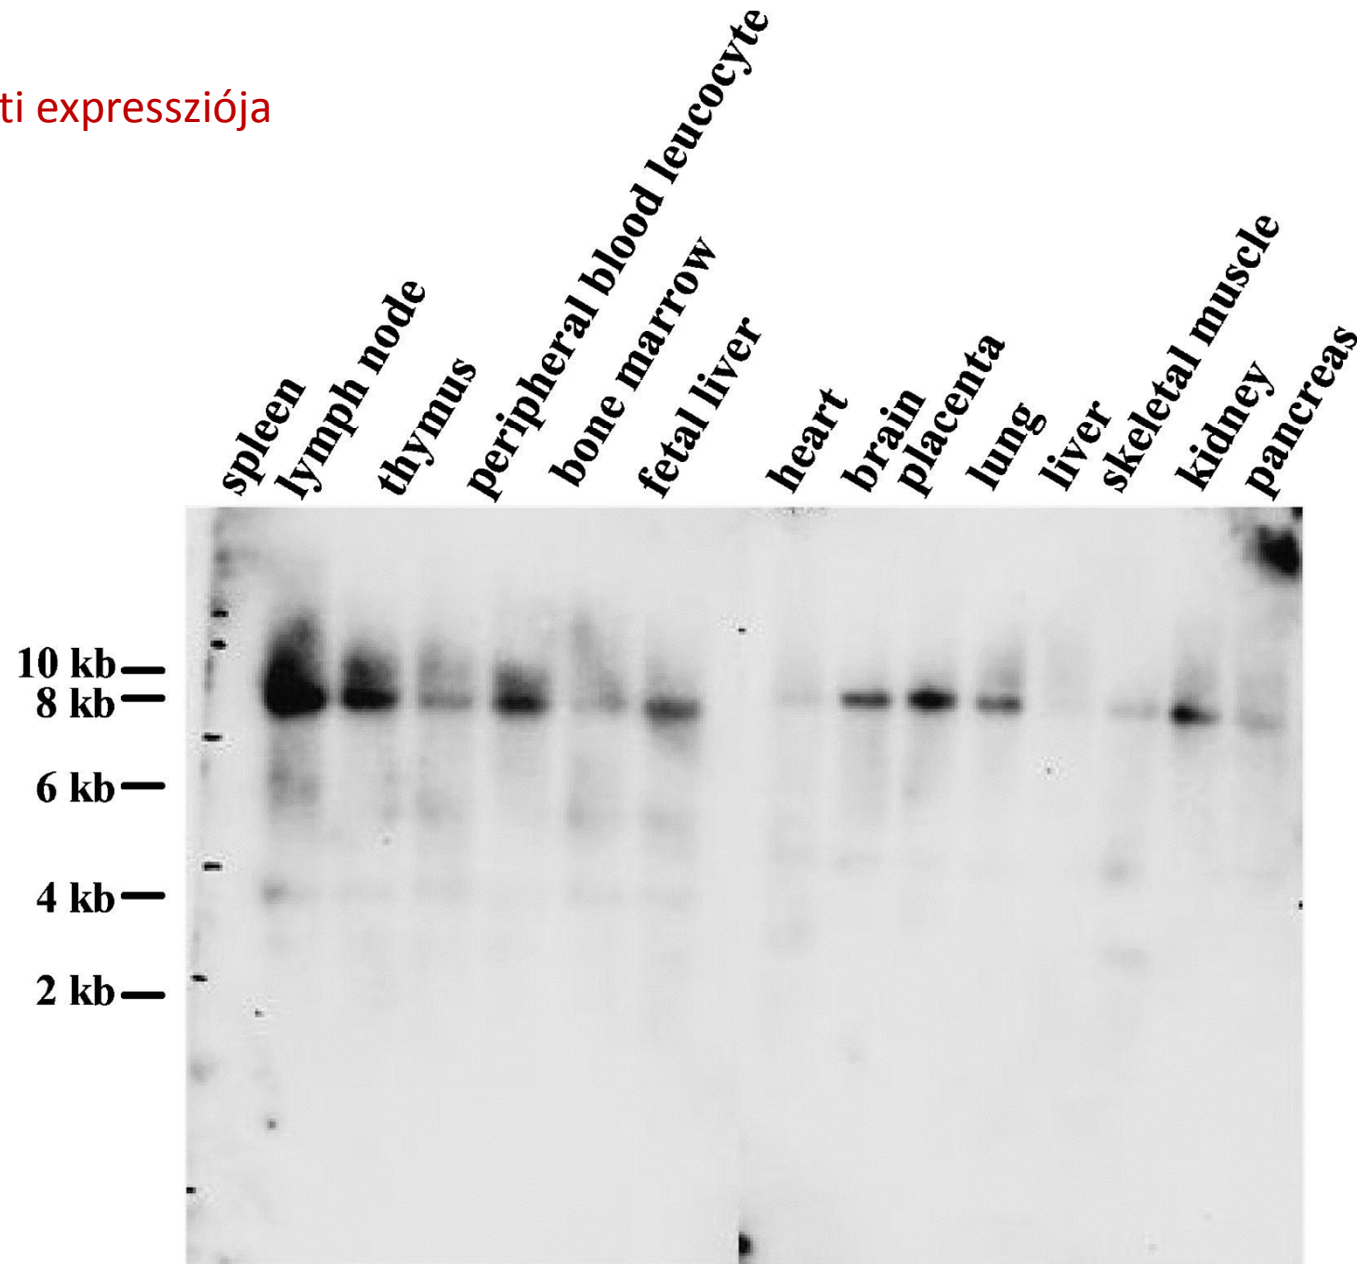 ti expressziója
spleen
lymph node
thymus
peripheral blood leucocyte
bone marrow
fetal liver
heart
brain
placenta
lung
liver
skeletal muscle
kidney
pancreas
10 kb
8 kb
6 kb
4 kb
2 kb